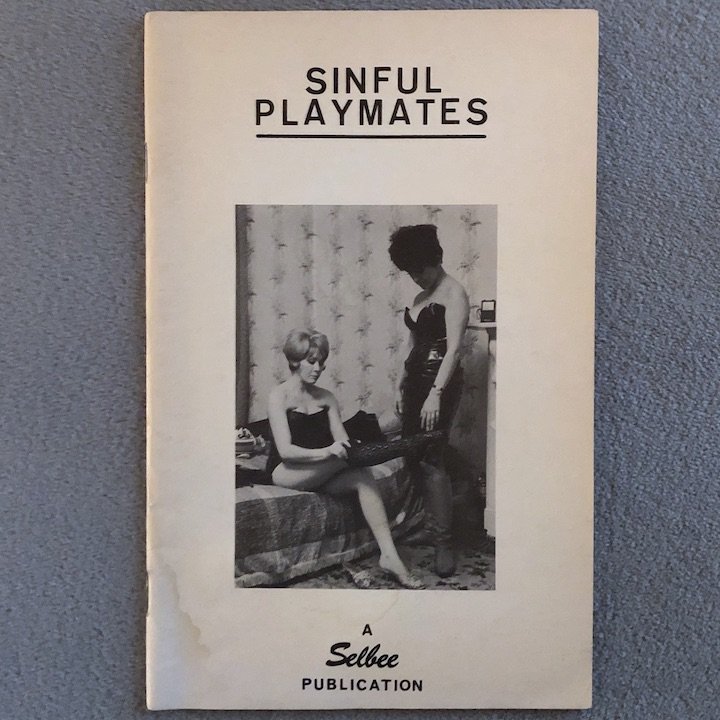 SINFUL
PLAYMATES
A
Selbee
PUBLICATION